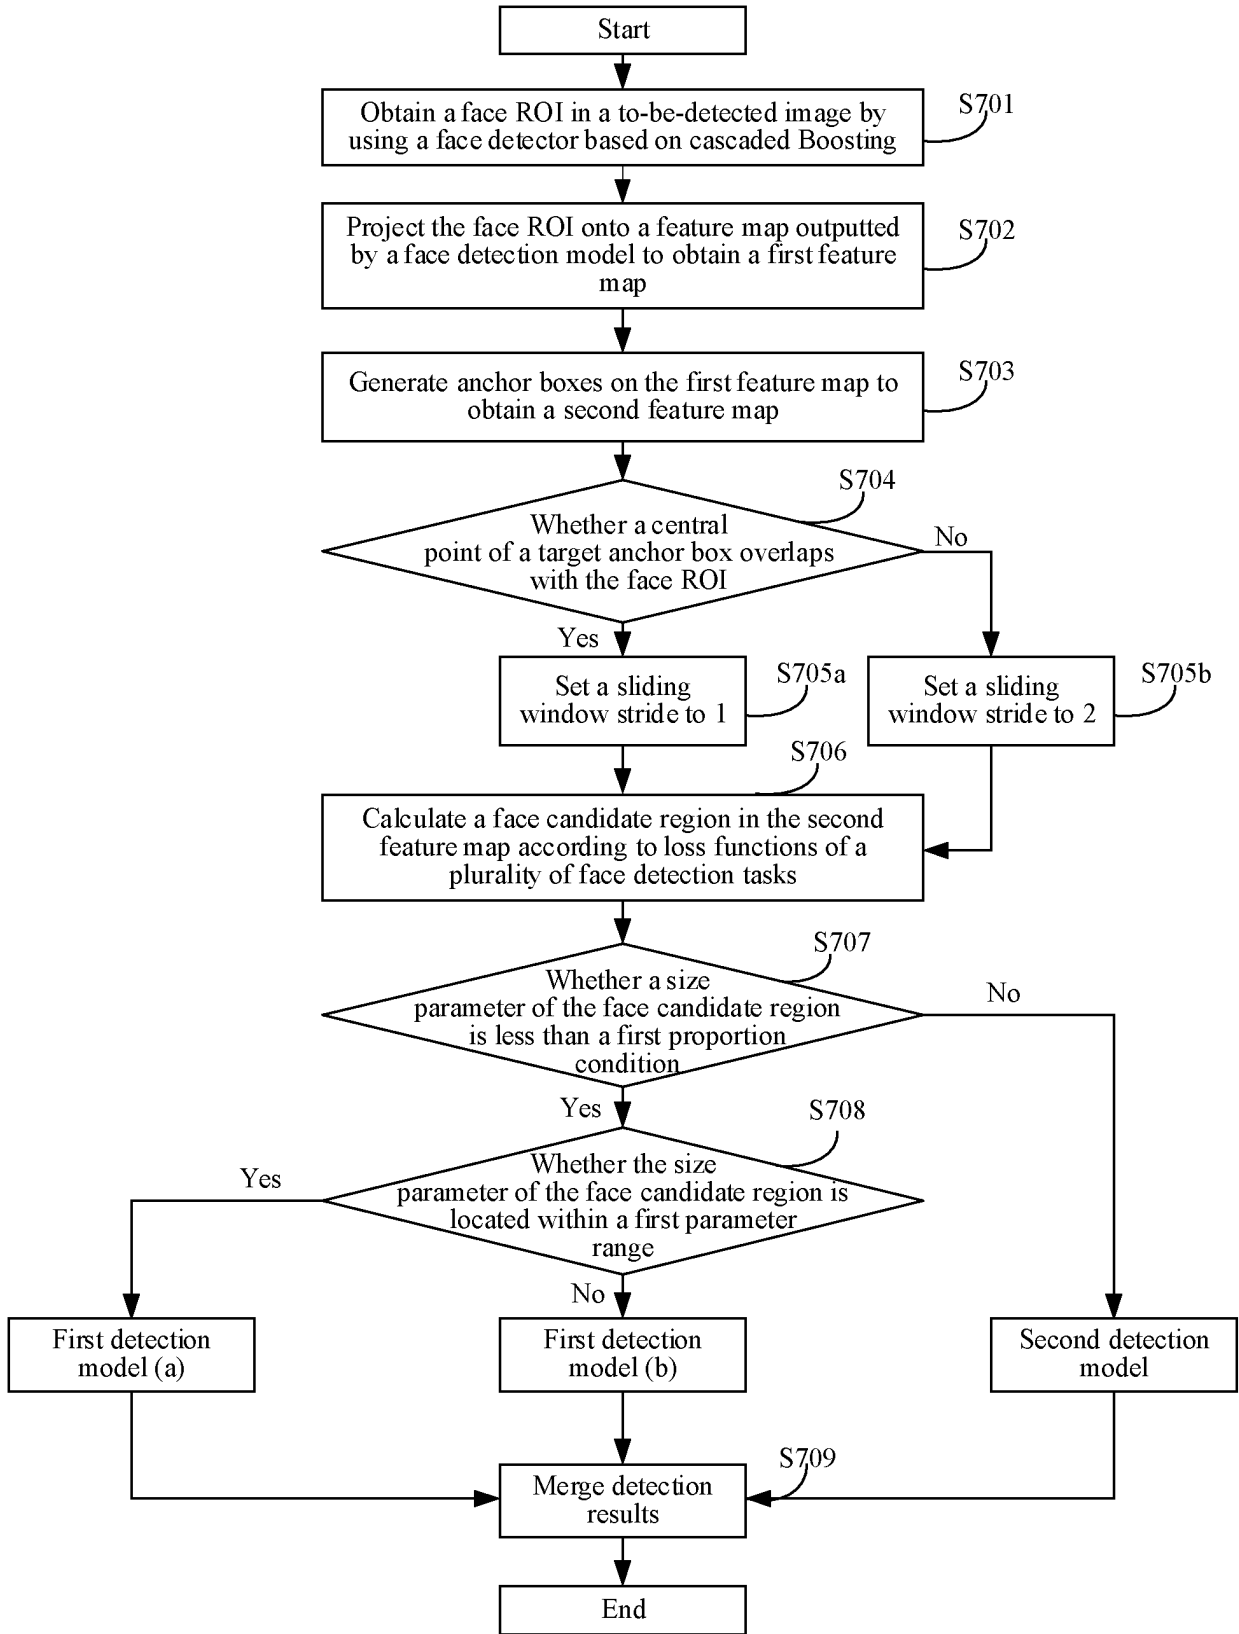 Start
Obtain a face ROI in a to-be-detected image by
using a face detector based on cascaded Boosting
S701
Project the face ROI onto a feature map outputted
by a face detection model to obtain a first feature
map
S702
Generate anchor boxes on the first feature map to
obtain a second feature map
S703
S704
Whether a central
point of a target anchor box overlaps
with the face ROI
No
Yes
Set a sliding
window stride to 1
S705a
Set a sliding
window stride to 2
S705b
S706
Calculate a face candidate region in the second
feature map according to loss functions of a
plurality of face detection tasks
S707
Whether a size
parameter of the face candidate region
is less than a first proportion
condition
No
Yes
S708
Whether the size
parameter of the face candidate region is
located within a first parameter
range
Yes
No
First detection
model (a)
First detection
model (b)
Second detection
model
S709
Merge detection
results
End